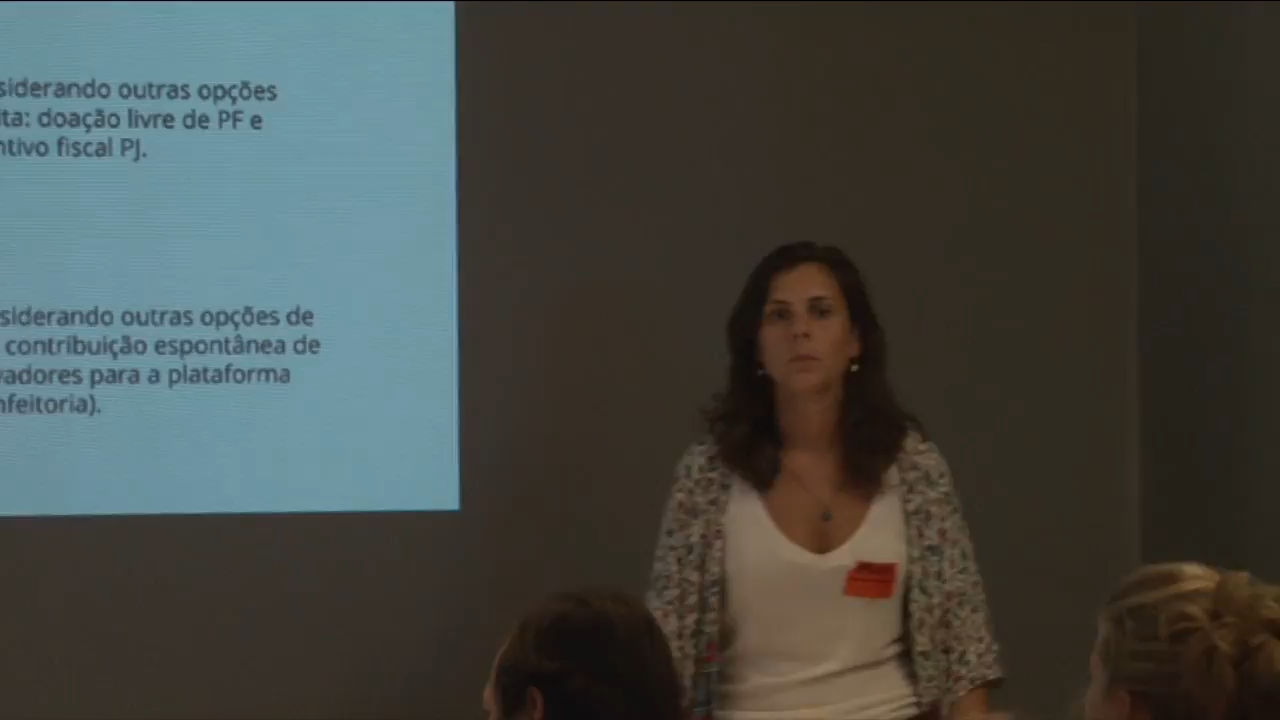 siderando outras opções
ita: doação livre de PF e
ntivo fiscal PJ.
siderando outras opções de
contribuição espontânea de
vadores para a plataforma
nfeitoria).